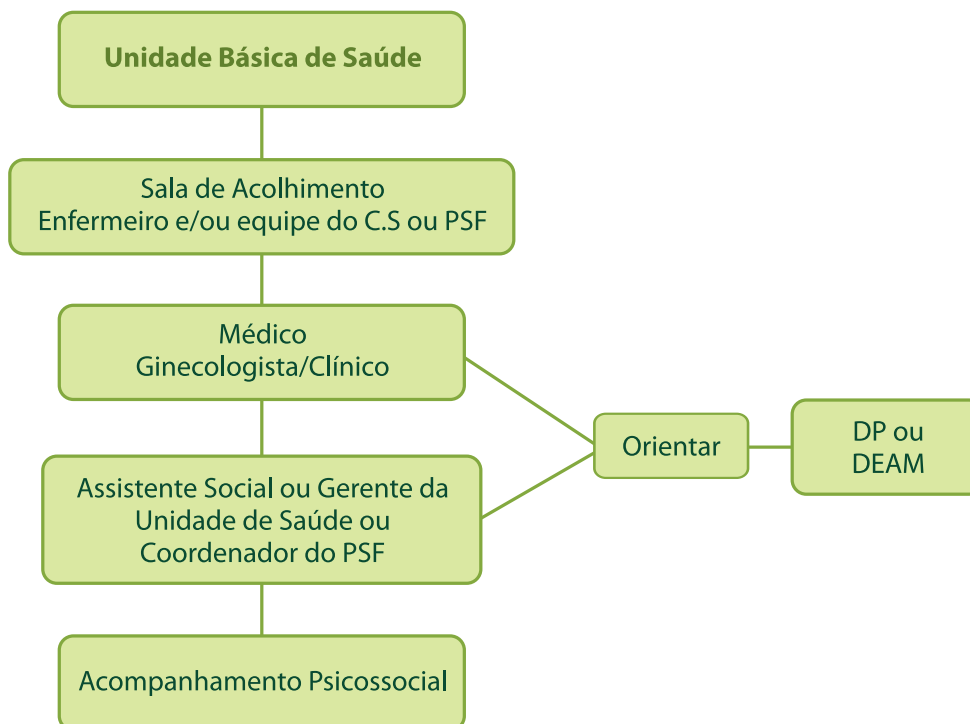 Unidade Básica de Saúde
Sala de Acolhimento
Enfermeiro e/ou equipe do C.S ou PSF
Médico
Ginecologista/Clínico
Orientar
DP ou
DEAM
Assistente Social ou Gerente da
Unidade de Saúde ou
Coordenador do PSF
Acompanhamento Psicossocial